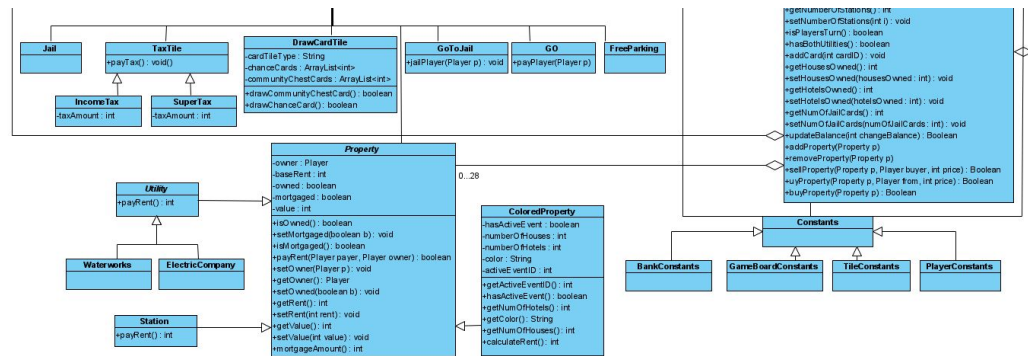 +getNumberOfStations() : int
+setNumberOfStations(int i) : void
+isPlayersTurn() : boolean
+hasBothUtilities() : boolean
+addCard(int cardID) : void
+getHousesOwned() : int
+setHousesOwned(housesOwned : int) : void
+getHotelsOwned() : int
+setHotelsOwned(hotelsOwned : int) : void
+getNumOfJailCards() : int
+setNumOfJailCards(numOfJailCards : int) : void
+updateBalance(int changeBalance) : Boolean
+addProperty(Property p)
+removeProperty(Property p)
+sellProperty(Property p, Player buyer, int price) : Boolean
+uyProperty(Property p, Player from, int price) : Boolean
+buyProperty(Property p) : Boolean
Jail
TaxTile
+payTax() : void()
DrawCardTile
-cardTileType : String
-chanceCards : ArrayList<int>
-communityChestCards : ArrayList<int>
+drawCommunityChestCard() : boolean
+drawChanceCard() : boolean
GoToJail
+jailPlayer(Player p) : void
GO
+payPlayer(Player p)
FreeParking
IncomeTax
-taxAmount : int
SuperTax
-taxAmount : int
Property
-owner : Player
-baseRent : int
-owned : boolean
-mortgaged : boolean
-value : int
+isOwned() : boolean
+setMortgaged(boolean b) : void
+isMortgaged() : boolean
+payRent(Player payer, Player owner) : boolean
+setOwner(Player p) : void
+getOwner() : Player
+setOwned(boolean b) : void
+getRent() : int
+setRent(int rent) : void
+getValue() : int
+setValue(int value) : void
+mortgageAmount() : int
0...28
Utility
+payRent() : int
Waterworks
ElectricCompany
Station
+payRent() : int
ColoredProperty
-hasActiveEvent : boolean
-numberOfHouses : int
-numberOfHotels : int
-color : String
-activeEventID : int
+getActiveEventID() : int
+hasActiveEvent() : boolean
+getNumOfHotels() : int
+getColor() : String
+getNumOfHouses() : int
+calculateRent() : int
Constants
BankConstants
GameBoardConstants
TileConstants
PlayerConstants